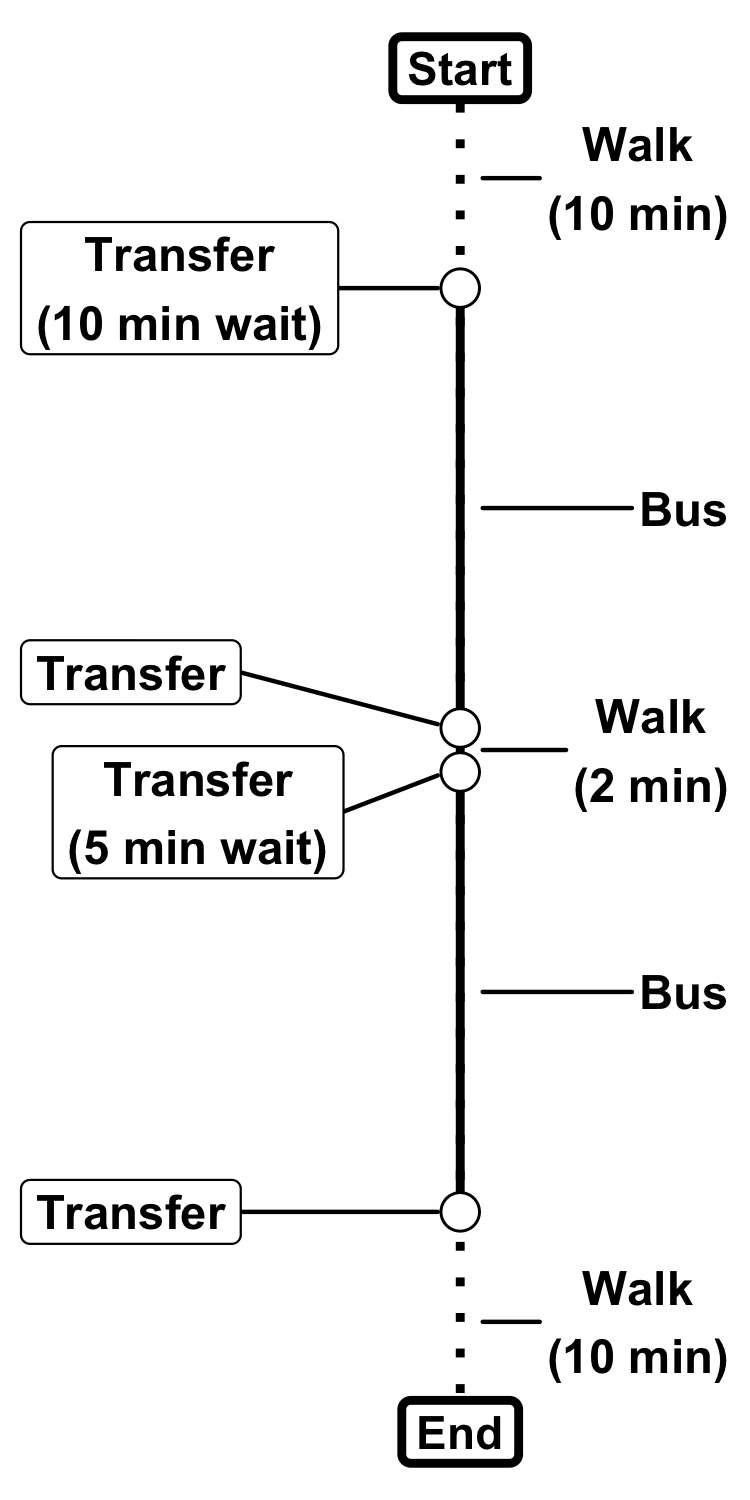 Start
Walk
(10 min)
Transfer
(10 min wait)
Bus
Transfer
Walk
(2 min)
Transfer
(5 min wait)
Bus
Transfer
Walk
(10 min)
End